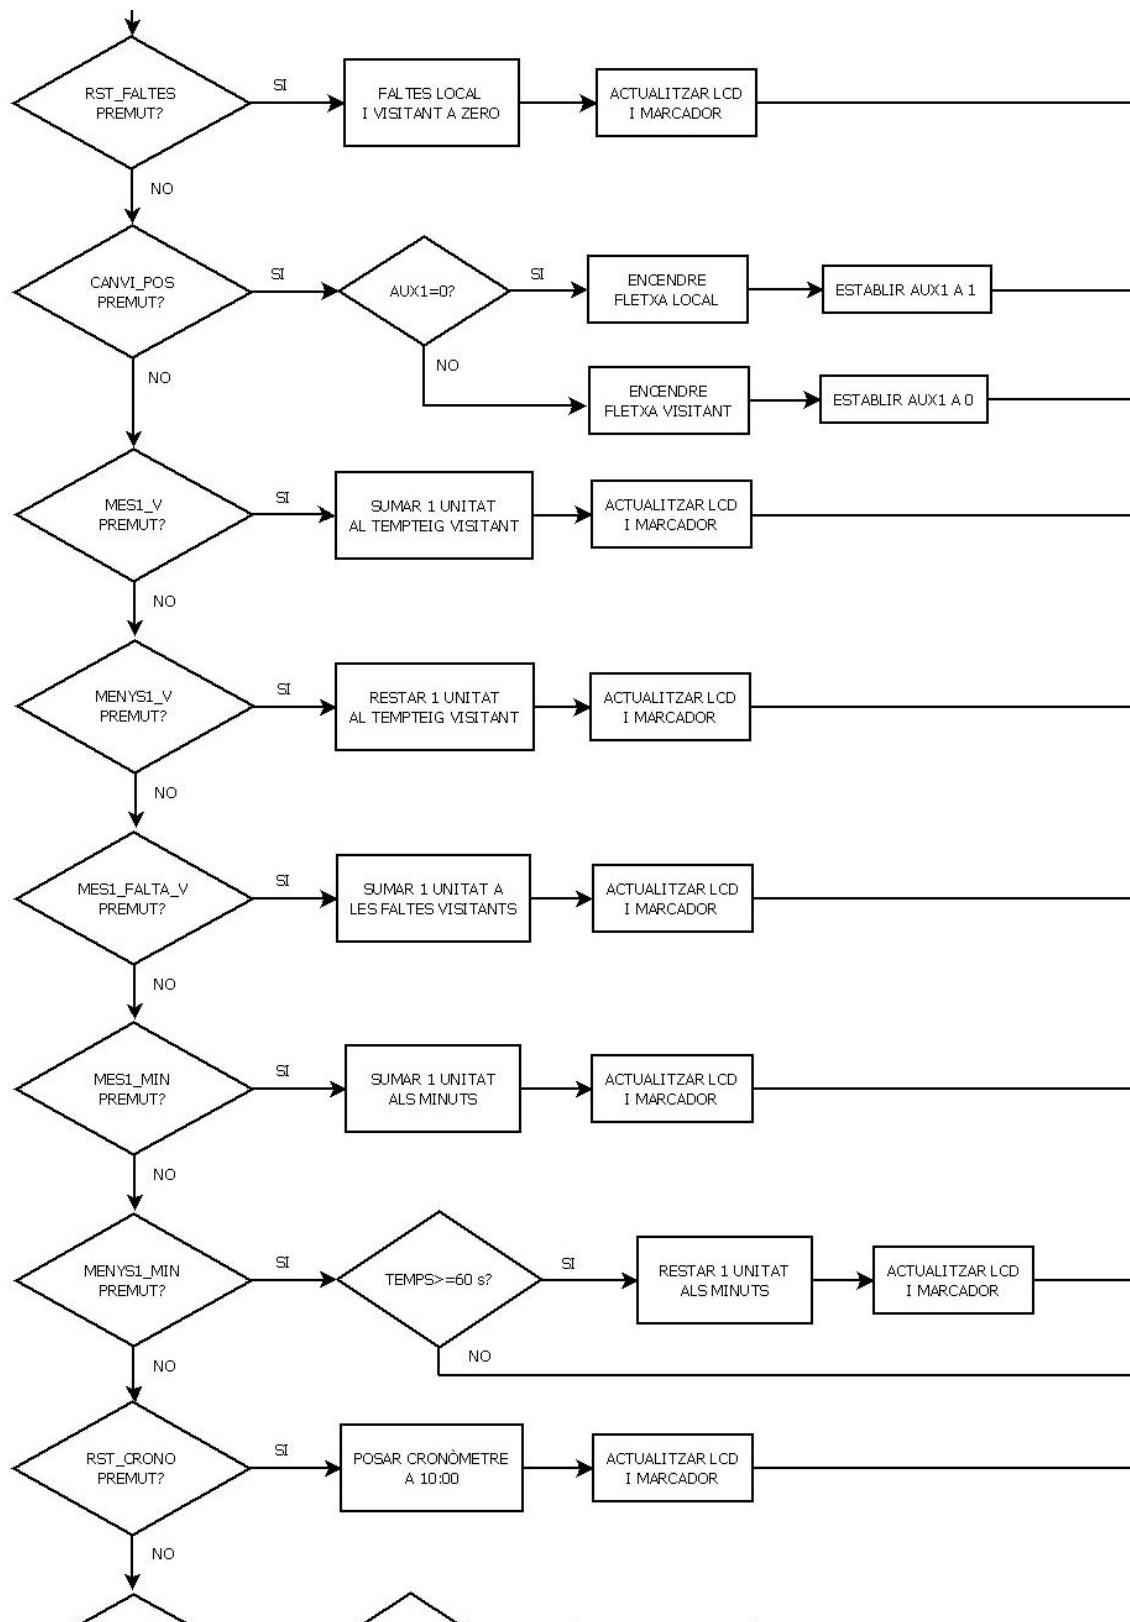 RST_FALTES
PREMUT?
SI
FALTES LOCAL
I VISITANT A ZERO
ACTUALITZAR LCD
I MARCADOR
NO
CANVI_POS
PREMUT?
SI
AUX1=0?
SI
ENCENDRE
FLETXA LOCAL
ESTABLIR AUX1 A 1
NO
NO
ENCENDRE
FLETXA VISITANT
ESTABLIR AUX1 A 0
MES1_V
PREMUT?
SI
SUMAR 1 UNITAT
AL TEMPTEIG VISITANT
ACTUALITZAR LCD
I MARCADOR
NO
MENYS1_V
PREMUT?
SI
RESTAR 1 UNITAT
AL TEMPTEIG VISITANT
ACTUALITZAR LCD
I MARCADOR
NO
MES1_FALTA_V
PREMUT?
SI
SUMAR 1 UNITAT A
LES FALTES VISITANTS
ACTUALITZAR LCD
I MARCADOR
NO
MES1_MIN
PREMUT?
SI
SUMAR 1 UNITAT
ALS MINUTS
ACTUALITZAR LCD
I MARCADOR
NO
MENYS1_MIN
PREMUT?
SI
TEMPS>=60 s?
SI
RESTAR 1 UNITAT
ALS MINUTS
ACTUALITZAR LCD
I MARCADOR
NO
NO
RST_CRONO
PREMUT?
SI
POSAR CRONÒMETRE
A 10:00
ACTUALITZAR LCD
I MARCADOR
NO